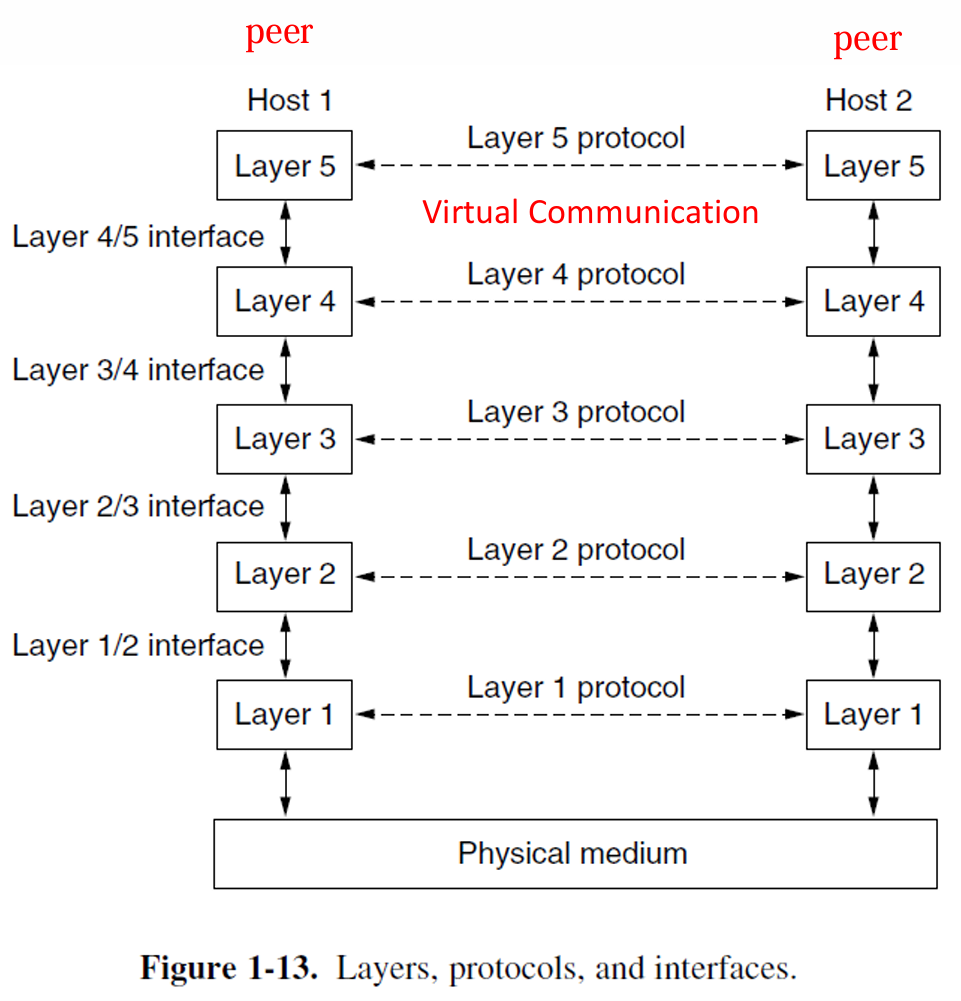 peer
peer
Host 1
Host 2
Layer 5 protocol
Layer 5
Layer 5
Virtual Communication
Layer 4/5 interface
Layer 4 protocol
Layer 4
Layer 4
Layer 3/4 interface
Layer 3 protocol
Layer 3
Layer 3
Layer 2/3 interface
Layer 2 protocol
Layer 2
Layer 2
Layer 1/2 interface
Layer 1 protocol
Layer 1
Layer 1
Physical medium
Figure 1-13. Layers, protocols, and interfaces.